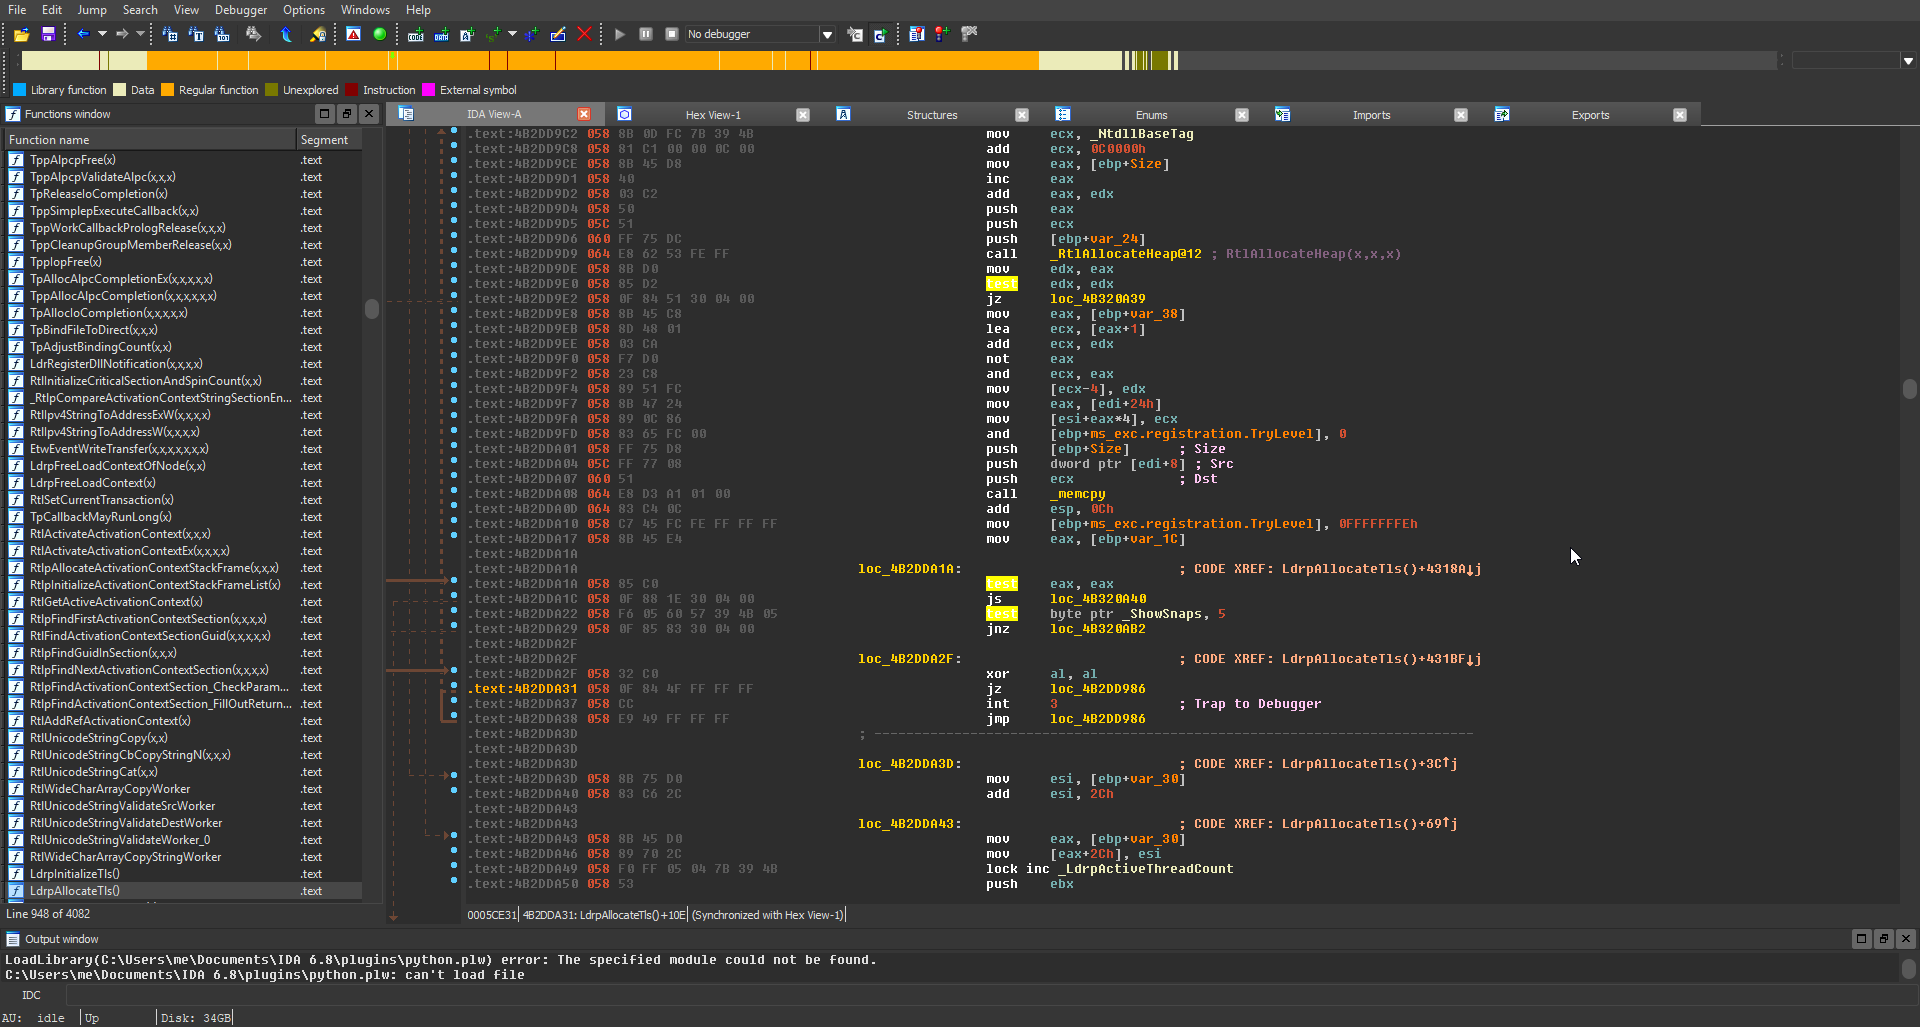 File Edit Jump Search View Debugger Options Windows Help
No debugger
Library function Data Regular function Unexplored Instruction External symbol
Functions window
Function name Segment
TppAlpcpFree(x) .text
TppAlpcpValidateAlpc(x,x,x) .text
TpReleaseIoCompletion(x) .text
TppSimplepExecuteCallback(x,x) .text
TppWorkCallbackPrologRelease(x,x,x) .text
TppCleanupGroupMemberRelease(x,x) .text
TppIopFree(x) .text
TpAllocAlpcCompletionEx(x,x,x,x,x) .text
TppAllocAlpcCompletion(x,x,x,x,x,x) .text
TpAllocIoCompletion(x,x,x,x,x) .text
TpBindFileToDirect(x,x,x) .text
TpAdjustBindingCount(x,x) .text
LdrRegisterDllNotification(x,x,x,x) .text
RtlInitializeCriticalSectionAndSpinCount(x,x) .text
_RtlpCompareActivationContextStringSectionEn... .text
RtlIpv4StringToAddressExW(x,x,x,x) .text
RtlIpv4StringToAddressW(x,x,x,x) .text
EtwEventWriteTransfer(x,x,x,x,x,x,x) .text
LdrpFreeLoadContextOfNode(x,x) .text
LdrpFreeLoadContext(x) .text
RtlSetCurrentTransaction(x) .text
TpCallbackMayRunLong(x) .text
RtlActivateActivationContext(x,x,x) .text
RtlActivateActivationContextEx(x,x,x,x) .text
RtlpAllocateActivationContextStackFrame(x,x,x) .text
RtlpInitializeActivationContextStackFrameList(x) .text
RtlGetActiveActivationContext(x) .text
RtlpFindFirstActivationContextSection(x,x,x,x) .text
RtlFindActivationContextSectionGuid(x,x,x,x,x) .text
RtlpFindGuidInSection(x,x,x) .text
RtlpFindNextActivationContextSection(x,x,x,x) .text
RtlpFindActivationContextSection_CheckParam... .text
RtlpFindActivationContextSection_FillOutReturn... .text
RtlAddRefActivationContext(x) .text
RtlUnicodeStringCopy(x,x) .text
RtlUnicodeStringCbCopyStringN(x,x,x) .text
RtlUnicodeStringCat(x,x) .text
RtlWideCharArrayCopyWorker .text
RtlUnicodeStringValidateSrcWorker .text
RtlUnicodeStringValidateDestWorker .text
RtlUnicodeStringValidateWorker_0 .text
RtlWideCharArrayCopyStringWorker .text
LdrpInitializeTls() .text
LdrpAllocateTls() .text
Line 948 of 4082
IDA View-A Hex View-1 Structures Enums Imports Exports
.text:4B2DD9C2 058 8B 0D FC 7B 39 4B mov ecx, _NtdllBaseTag
.text:4B2DD9C8 058 81 C1 00 00 0C 00 add ecx, 0C0000h
.text:4B2DD9CE 058 8B 45 D8 mov eax, [ebp+Size]
.text:4B2DD9D1 058 40 inc eax
.text:4B2DD9D2 058 03 C2 add eax, edx
.text:4B2DD9D4 058 50 push eax
.text:4B2DD9D5 05C 51 push ecx
.text:4B2DD9D6 060 FF 75 DC push [ebp+var_24]
.text:4B2DD9D9 064 E8 62 53 FE FF call _RtlAllocateHeap@12 ; RtlAllocateHeap(x,x,x)
.text:4B2DD9DE 058 8B D0 mov edx, eax
.text:4B2DD9E0 058 85 D2 test edx, edx
.text:4B2DD9E2 058 0F 84 51 30 04 00 jz loc_4B320A39
.text:4B2DD9E8 058 8B 45 C8 mov eax, [ebp+var_38]
.text:4B2DD9EB 058 8D 48 01 lea ecx, [eax+1]
.text:4B2DD9EE 058 03 CA add ecx, edx
.text:4B2DD9F0 058 F7 D0 not eax
.text:4B2DD9F2 058 23 C8 and ecx, eax
.text:4B2DD9F4 058 89 51 FC mov [ecx-4], edx
.text:4B2DD9F7 058 8B 47 24 mov eax, [edi+24h]
.text:4B2DD9FA 058 89 0C 86 mov [esi+eax*4], ecx
.text:4B2DD9FD 058 83 65 FC 00 and [ebp+ms_exc.registration.TryLevel], 0
.text:4B2DDA01 058 FF 75 D8 push [ebp+Size] ; Size
.text:4B2DDA04 05C FF 77 08 push dword ptr [edi+8] ; Src
.text:4B2DDA07 060 51 push ecx ; Dst
.text:4B2DDA08 064 E8 D3 A1 01 00 call _memcpy
.text:4B2DDA0D 064 83 C4 0C add esp, 0Ch
.text:4B2DDA10 058 C7 45 FC FE FF FF FF mov [ebp+ms_exc.registration.TryLevel], 0FFFFFFFEh
.text:4B2DDA17 058 8B 45 E4 mov eax, [ebp+var_1C]
.text:4B2DDA1A
.text:4B2DDA1A loc_4B2DDA1A: ; CODE XREF: LdrpAllocateTls()+4318A↓j
.text:4B2DDA1A 058 85 C0 test eax, eax
.text:4B2DDA1C 058 0F 88 1E 30 04 00 js loc_4B320A40
.text:4B2DDA22 058 F6 05 60 57 39 4B 05 test byte ptr _ShowSnaps, 5
.text:4B2DDA29 058 0F 85 83 30 04 00 jnz loc_4B320AB2
.text:4B2DDA2F
.text:4B2DDA2F loc_4B2DDA2F: ; CODE XREF: LdrpAllocateTls()+431BF↓j
.text:4B2DDA2F 058 32 C0 xor al, al
.text:4B2DDA31 058 0F 84 4F FF FF FF jz loc_4B2DD986
.text:4B2DDA37 058 CC int 3 ; Trap to Debugger
.text:4B2DDA38 058 E9 49 FF FF FF jmp loc_4B2DD986
.text:4B2DDA3D ; ---------------------------------------------------------------------------
.text:4B2DDA3D
.text:4B2DDA3D loc_4B2DDA3D: ; CODE XREF: LdrpAllocateTls()+3C↑j
.text:4B2DDA3D 058 8B 75 D0 mov esi, [ebp+var_30]
.text:4B2DDA40 058 83 C6 2C add esi, 2Ch
.text:4B2DDA43
.text:4B2DDA43 loc_4B2DDA43: ; CODE XREF: LdrpAllocateTls()+69↑j
.text:4B2DDA43 058 8B 45 D0 mov eax, [ebp+var_30]
.text:4B2DDA46 058 89 70 2C mov [eax+2Ch], esi
.text:4B2DDA49 058 F0 FF 05 04 7B 39 4B lock inc _LdrpActiveThreadCount
.text:4B2DDA50 058 53 push ebx
0005CE31 4B2DDA31: LdrpAllocateTls()+10E (Synchronized with Hex View-1)
Output window
LoadLibrary(C:\Users\me\Documents\IDA 6.8\plugins\python.plw) error: The specified module could not be found.
C:\Users\me\Documents\IDA 6.8\plugins\python.plw: can't load file
IDC
AU: idle Up Disk: 34GB